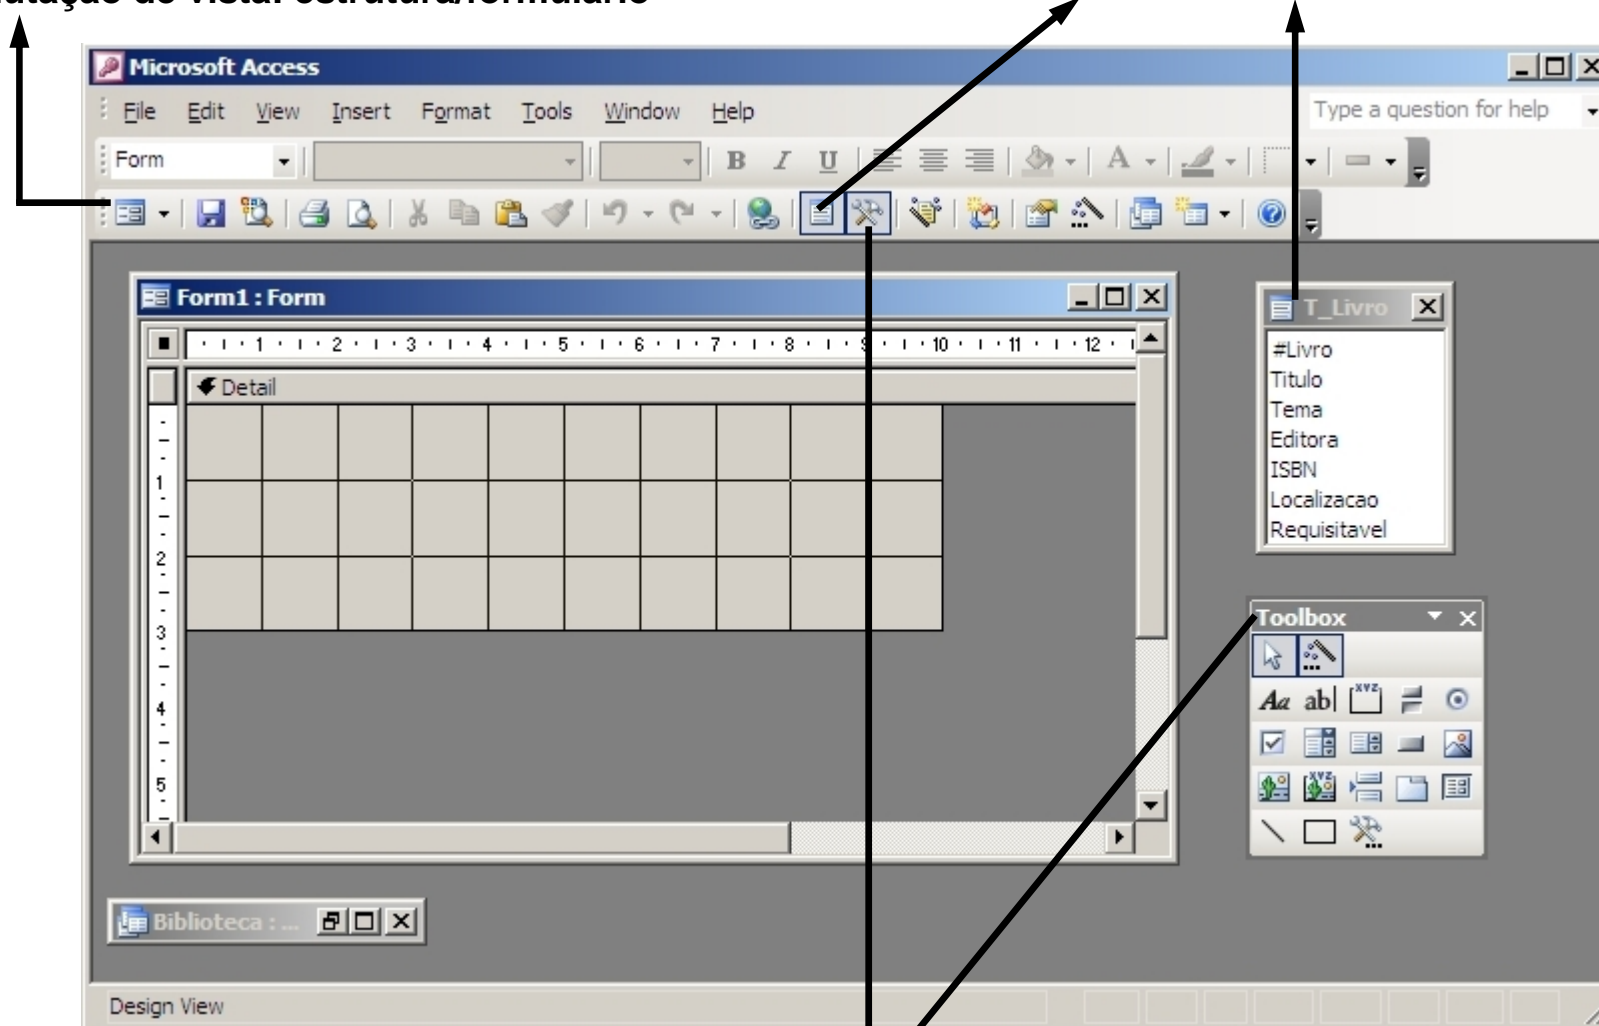 vista: estrutura/formulário
Microsoft Access
File Edit View Insert Format Tools Window Help
Type a question for help
Form
B I U A
Form1 : Form
1 2 3 4 5 6 7 8 9 10 11 12
Detail
1
2
3
4
5
T_Livro
#Livro
Titulo
Tema
Editora
ISBN
Localizacao
Requisitavel
Toolbox
Aa ab| XYZ
XYZ
Biblioteca : ...
Design View